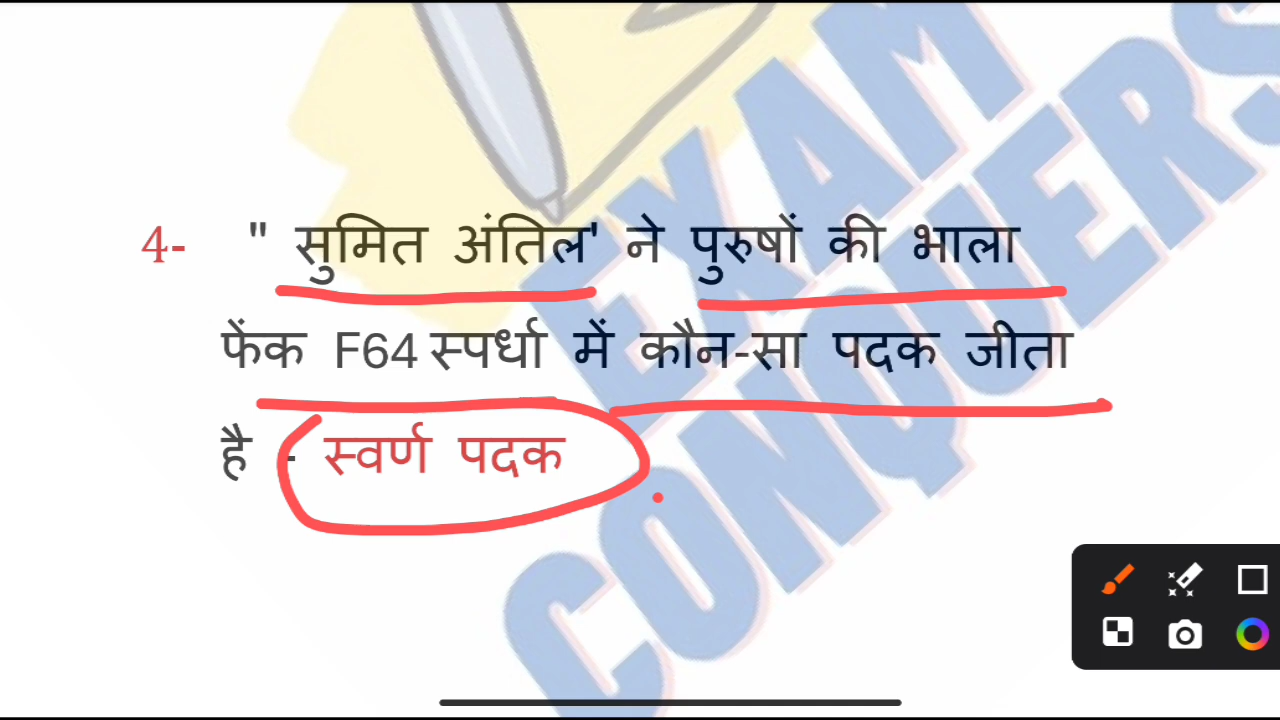 4- " सुमित अंतिल' ने पुरुषों की भाला
फेंक F64 स्पर्धा में कौन-सा पदक जीता
है - स्वर्ण पदक
EXAM
CONQUERS